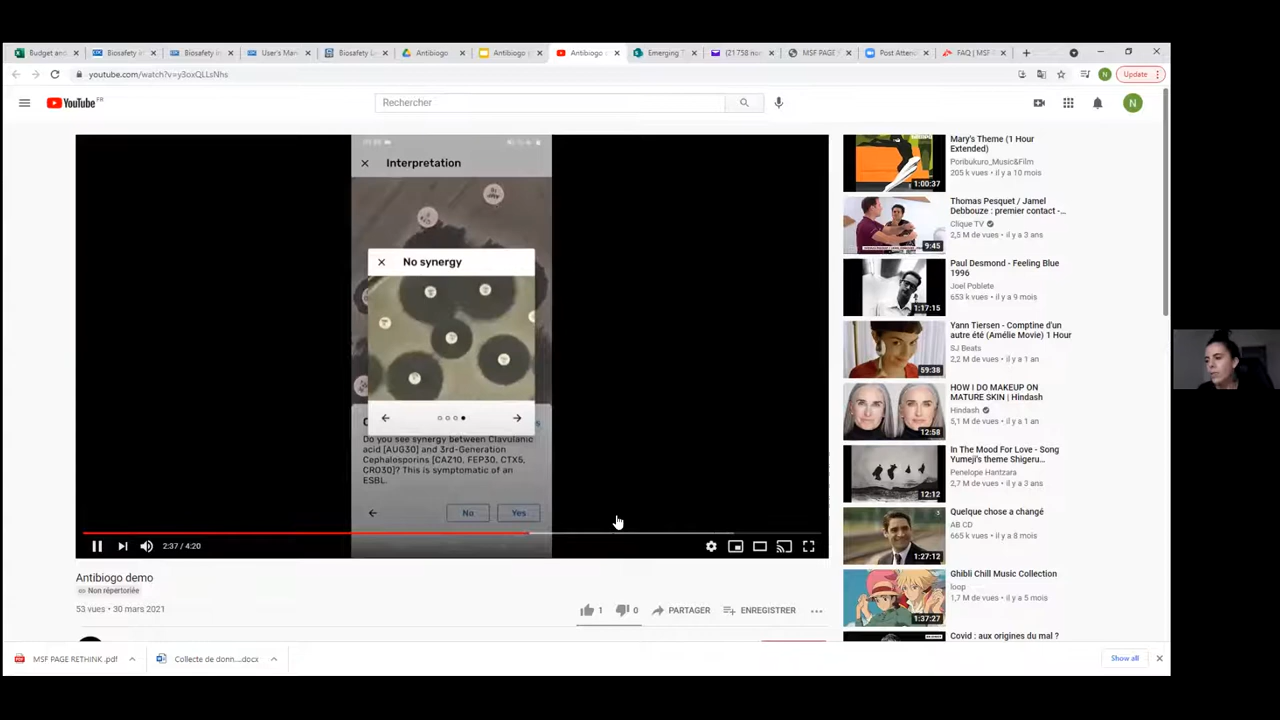 Budget and
Biosafety in
Biosafety in
User's Man
Biosafety Le
Antibiogo
Antibiogo
Antibiogo
Emerging T
(21 758 non
MSF PAGE
Post Attend
FAQ | MSF
youtube.com/watch?v=y3oxQLLsNhs
N
Update
YouTube FR
Rechercher
N
Interpretation
No synergy
Do you see synergy between Clavulanic
acid [AUG30] and 3rd-Generation
Cephalosporins [CAZ10, FEP30, CTX5,
CRO30]? This is symptomatic of an
ESBL.
No
Yes
2:37 / 4:20
Antibiogo demo
Non répertoriée
53 vues • 30 mars 2021
1
0
PARTAGER
ENREGISTRER
Mary's Theme (1 Hour
Extended)
Poribukuro_Music&Film
205 k vues • il y a 10 mois
1:00:37
Thomas Pesquet / Jamel
Debbouze : premier contact -...
Clique TV
2,5 M de vues • il y a 3 ans
9:45
Paul Desmond - Feeling Blue
1996
Joel Poblete
653 k vues • il y a 9 mois
1:17:15
Yann Tiersen - Comptine d'un
autre été (Amélie Movie) 1 Hour
SJ Beats
2,2 M de vues • il y a 1 an
59:38
HOW I DO MAKEUP ON
MATURE SKIN | Hindash
Hindash
5,1 M de vues • il y a 1 an
12:58
In The Mood For Love - Song
Yumeji's theme Shigeru...
Penelope Hantzara
2,7 M de vues • il y a 3 ans
12:12
Quelque chose a changé
AB CD
665 k vues • il y a 8 mois
1:27:12
Ghibli Chill Music Collection
loop
1,7 M de vues • il y a 5 mois
1:37:27
Covid : aux origines du mal ?
MSF PAGE RETHINK .pdf
Collecte de donn....docx
Show all